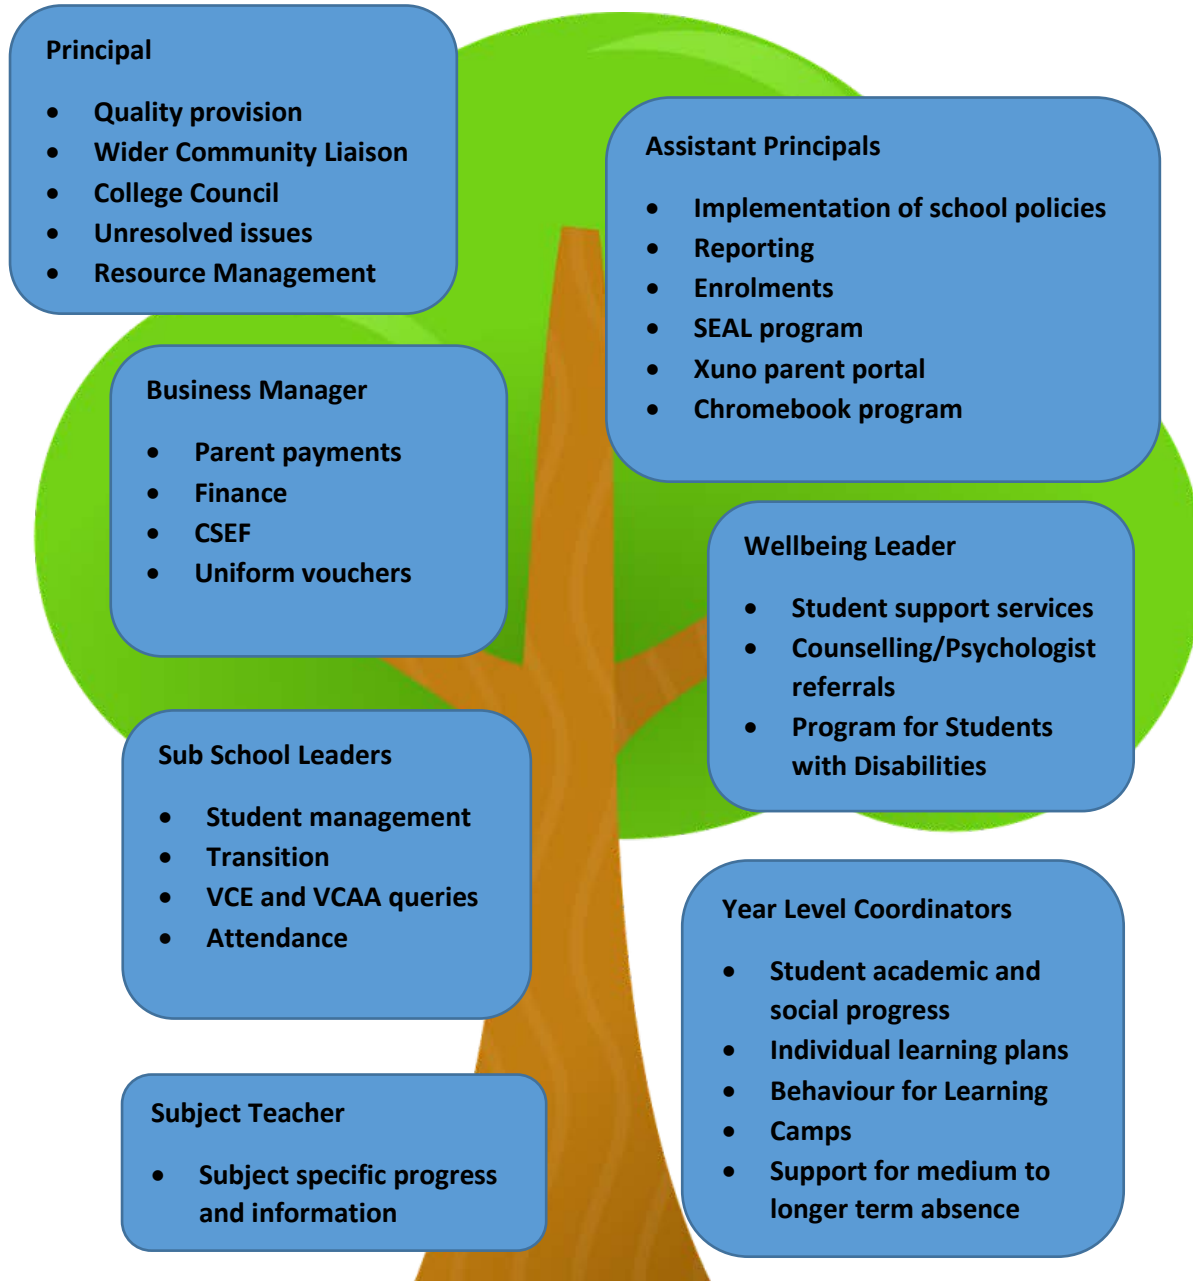 Principal
• Quality provision
• Wider Community Liaison
• College Council
• Unresolved issues
• Resource Management
Assistant Principals
• Implementation of school policies
• Reporting
• Enrolments
• SEAL program
• Xuno parent portal
• Chromebook program
Business Manager
• Parent payments
• Finance
• CSEF
• Uniform vouchers
Wellbeing Leader
• Student support services
• Counselling/Psychologist
referrals
• Program for Students
with Disabilities
Sub School Leaders
• Student management
• Transition
• VCE and VCAA queries
• Attendance
Year Level Coordinators
• Student academic and
social progress
• Individual learning plans
• Behaviour for Learning
• Camps
• Support for medium to
longer term absence
Subject Teacher
• Subject specific progress
and information